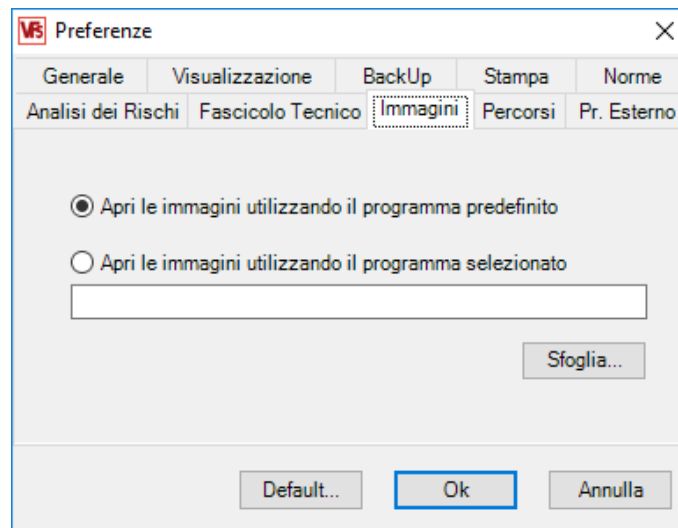 VFs Preferenze
Generale Visualizzazione BackUp Stampa Norme
Analisi dei Rischi Fascicolo Tecnico Immagini Percorsi Pr. Esterno
Apri le immagini utilizzando il programma predefinito
Apri le immagini utilizzando il programma selezionato
Sfoglia...
Default... Ok Annulla